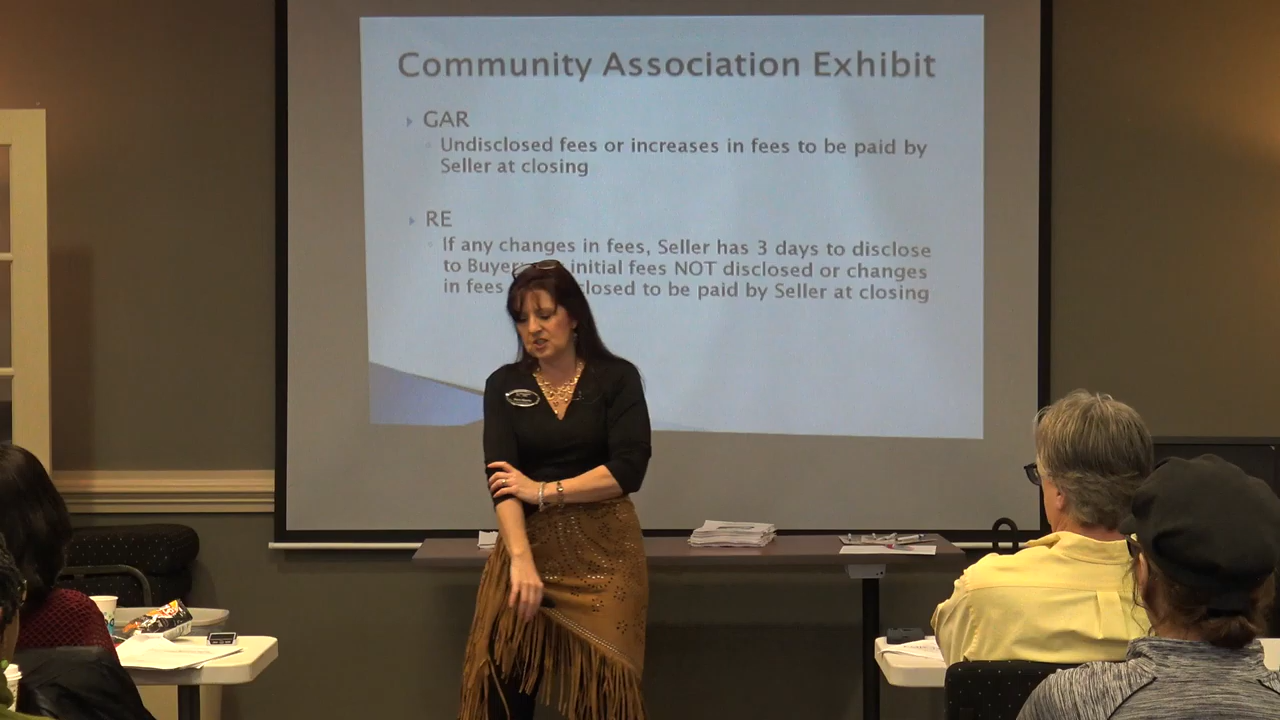 Community Association Exhibit
GAR
Undisclosed fees or increases in fees to be paid by
Seller at closing
RE
If any changes in fees, Seller has 3 days to disclose
to Buyer initial fees NOT disclosed or changes
in fees closed to be paid by Seller at closing